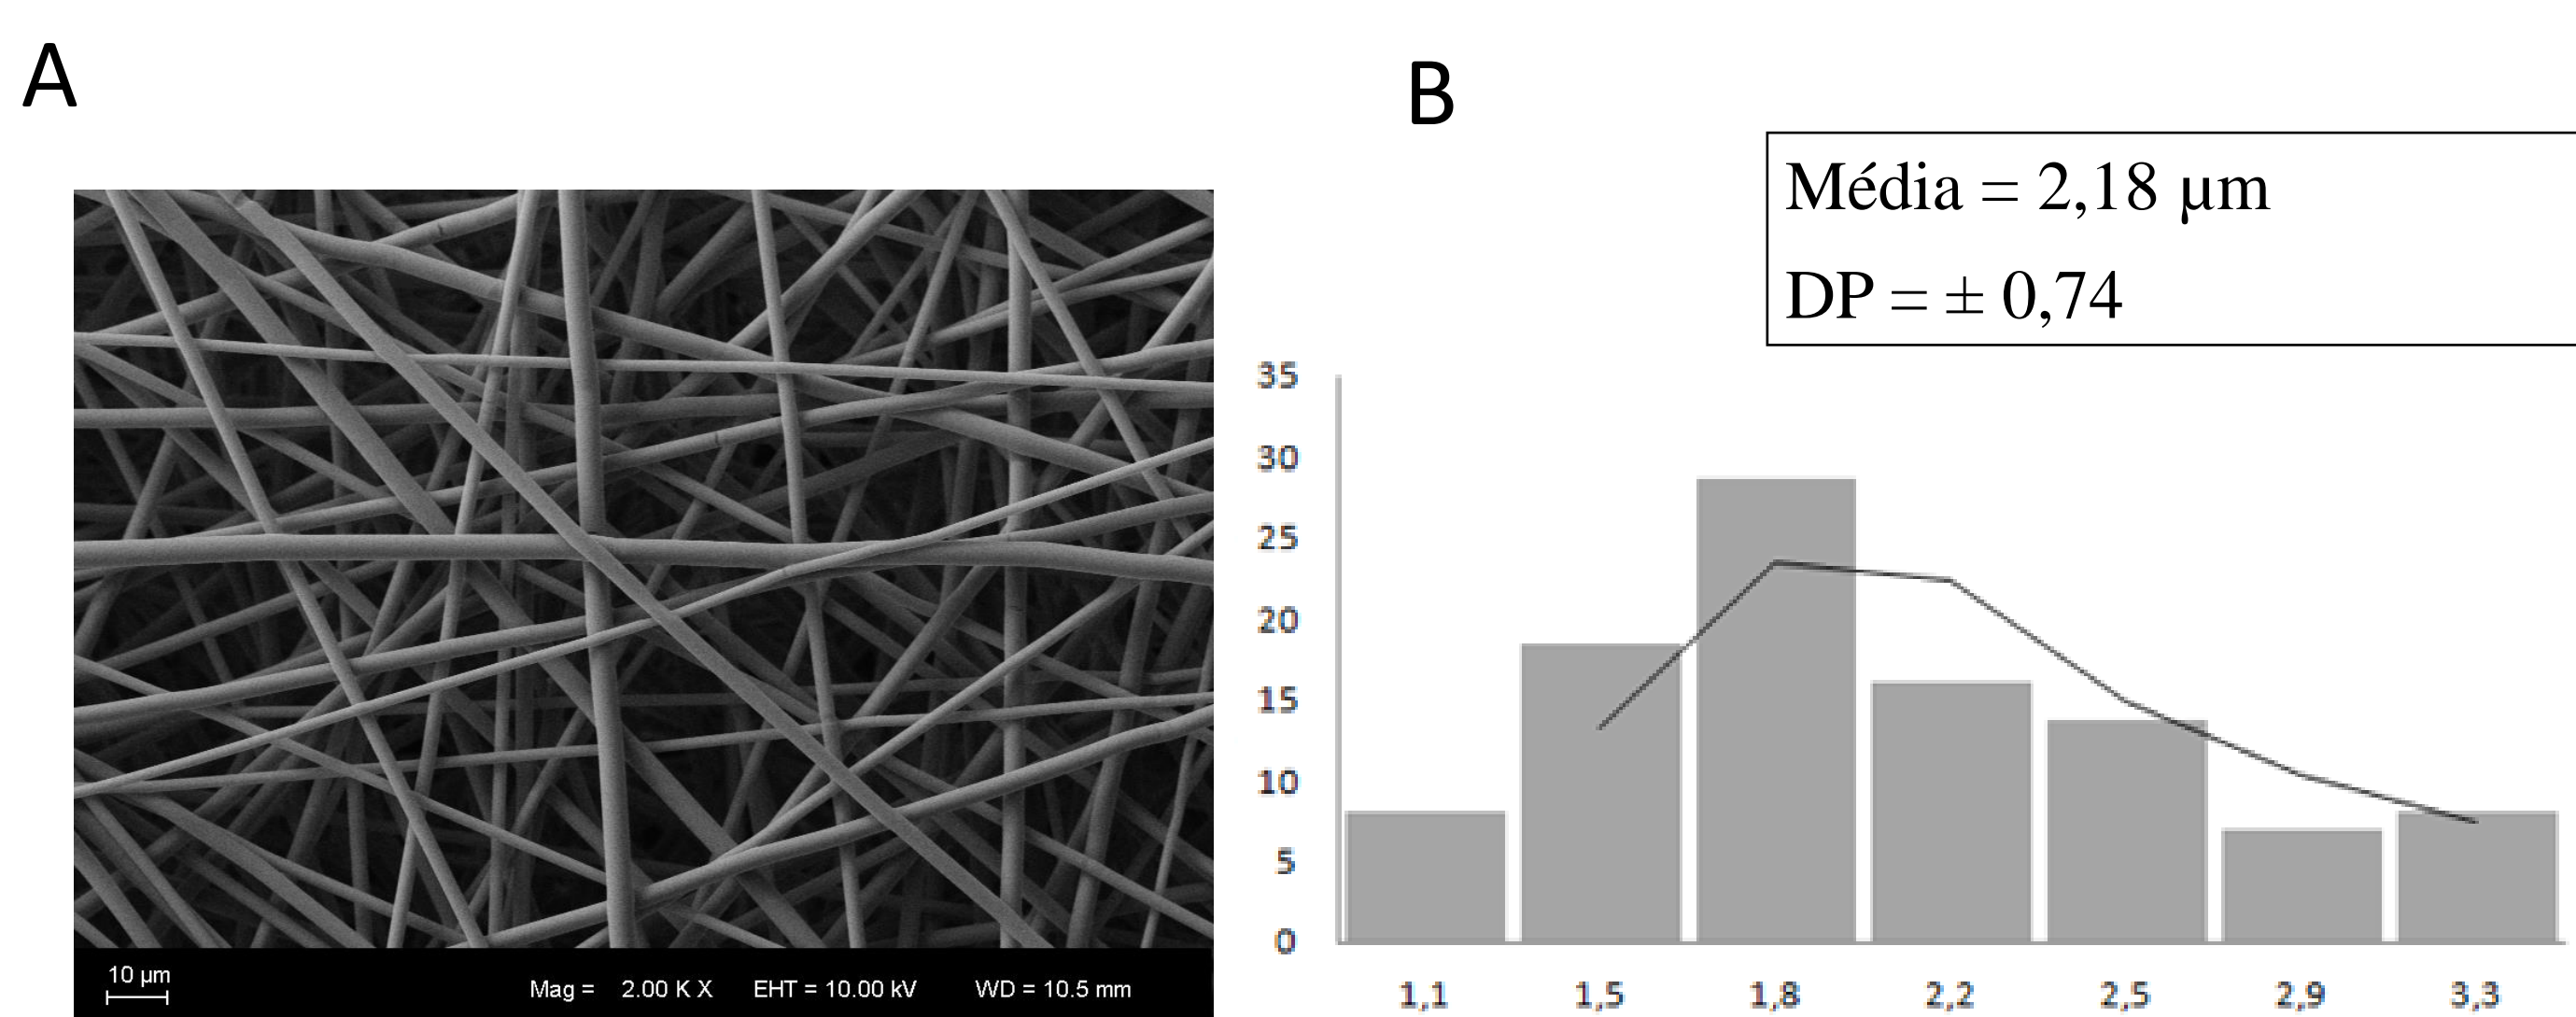 A
B
Média = 2,18 µm
DP = ± 0,74
10 µm
Mag = 2.00 K X EHT = 10.00 kV WD = 10.5 mm
35
30
25
20
15
10
5
0
1,1 1,5 1,8 2,2 2,5 2,9 3,3